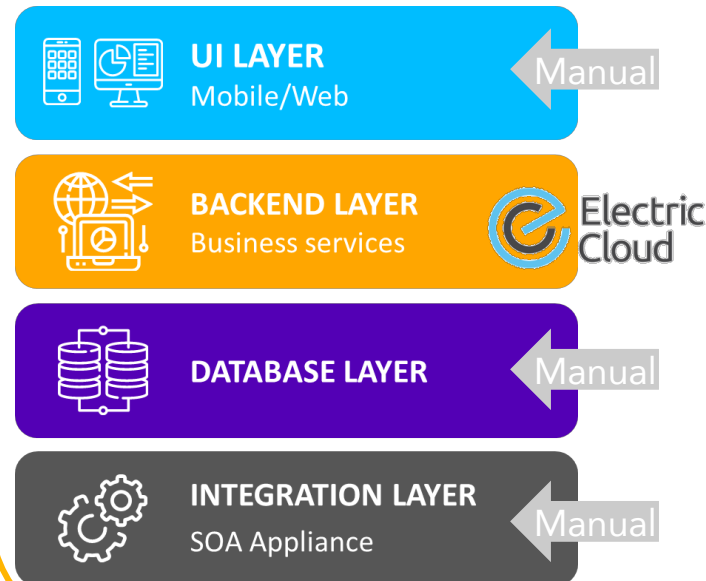 UI LAYER
Mobile/Web
Manual
BACKEND LAYER
Business services
Electric
Cloud
DATABASE LAYER
Manual
INTEGRATION LAYER
SOA Appliance
Manual